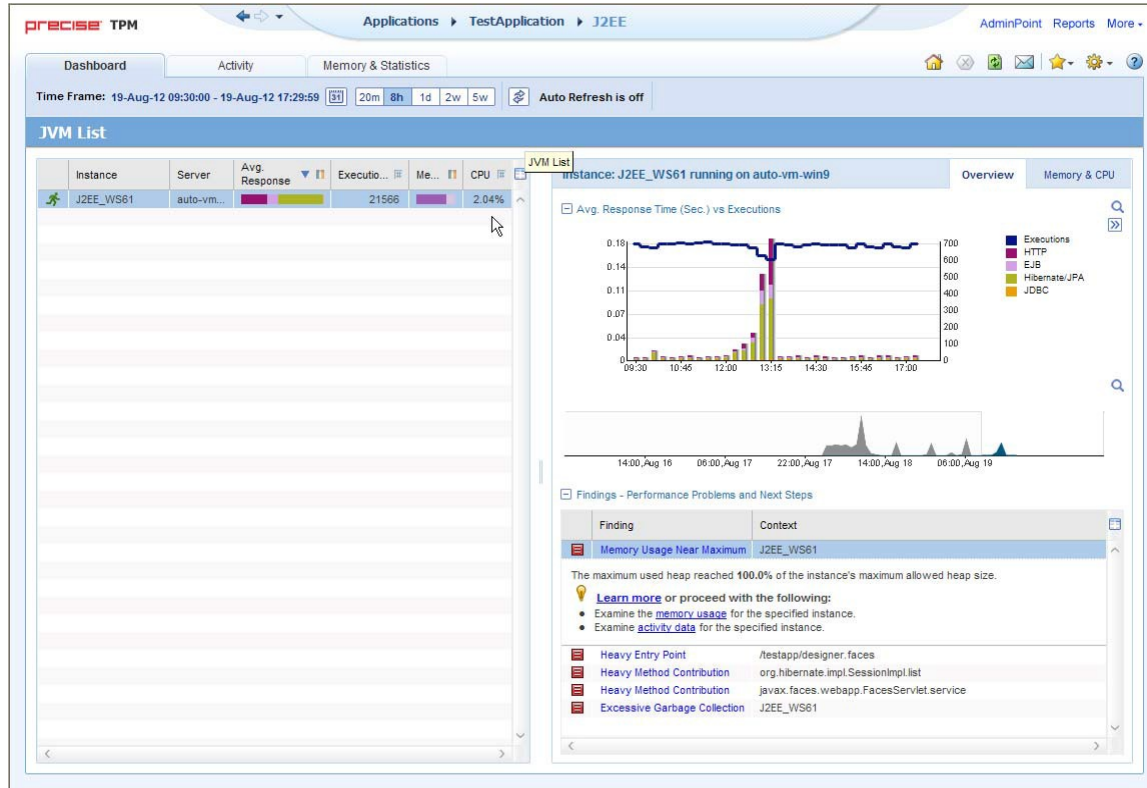 precise TPM
Applications TestApplication J2EE
AdminPoint Reports More
Dashboard Activity Memory & Statistics
Time Frame: 19-Aug-12 09:30:00 - 19-Aug-12 17:29:59 31 20m 8h 1d 2w 5w Auto Refresh is off
JVM List
Instance Server Avg. Response Executio... Me... CPU
J2EE_WS61 auto-vm... 21566 2.04%
JVM List
Instance: J2EE_WS61 running on auto-vm-win9
Overview Memory & CPU
Avg. Response Time (Sec.) vs Executions
0.18
0.14
0.11
0.07
0.04
0
700
600
500
400
300
200
100
0
09:30 10:45 12:00 13:15 14:30 15:45 17:00
Executions
HTTP
EJB
Hibernate/JPA
JDBC
14:00,Aug 16 06:00,Aug 17 22:00,Aug 17 14:00,Aug 18 06:00,Aug 19
Findings - Performance Problems and Next Steps
Finding Context
Memory Usage Near Maximum J2EE_WS61
The maximum used heap reached 100.0% of the instance's maximum allowed heap size.
Learn more or proceed with the following:
Examine the memory usage for the specified instance.
Examine activity data for the specified instance.
Heavy Entry Point /testapp/designer.faces
Heavy Method Contribution org.hibernate.impl.SessionImpl.list
Heavy Method Contribution javax.faces.webapp.FacesServlet.service
Excessive Garbage Collection J2EE_WS61